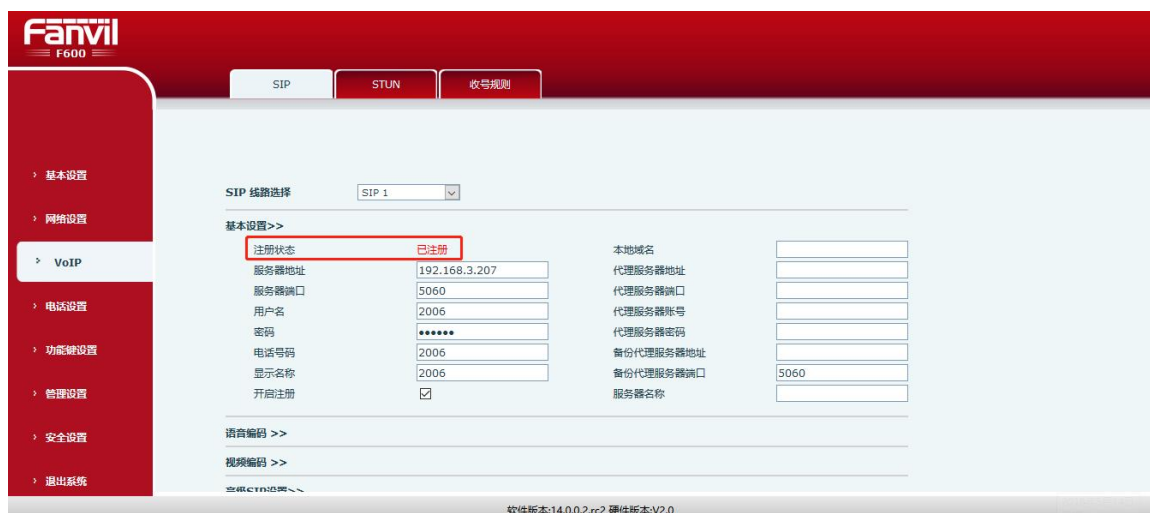 Fanvil
F600
SIP STUN 收号规则
基本设置
网络设置
VoIP
电话设置
功能键设置
管理设置
安全设置
退出系统
SIP 线路选择 SIP 1
基本设置>>
注册状态 已注册 本地域名
服务器地址 192.168.3.207 代理服务器地址
服务器端口 5060 代理服务器端口
用户名 2006 代理服务器账号
密码 •••••• 代理服务器密码
电话号码 2006 备份代理服务器地址
显示名称 2006 备份代理服务器端口 5060
开启注册 服务器名称
语音编码 >>
视频编码 >>
高级SIP设置>>
软件版本:14.0.0.2.rc2 硬件版本:V2.0